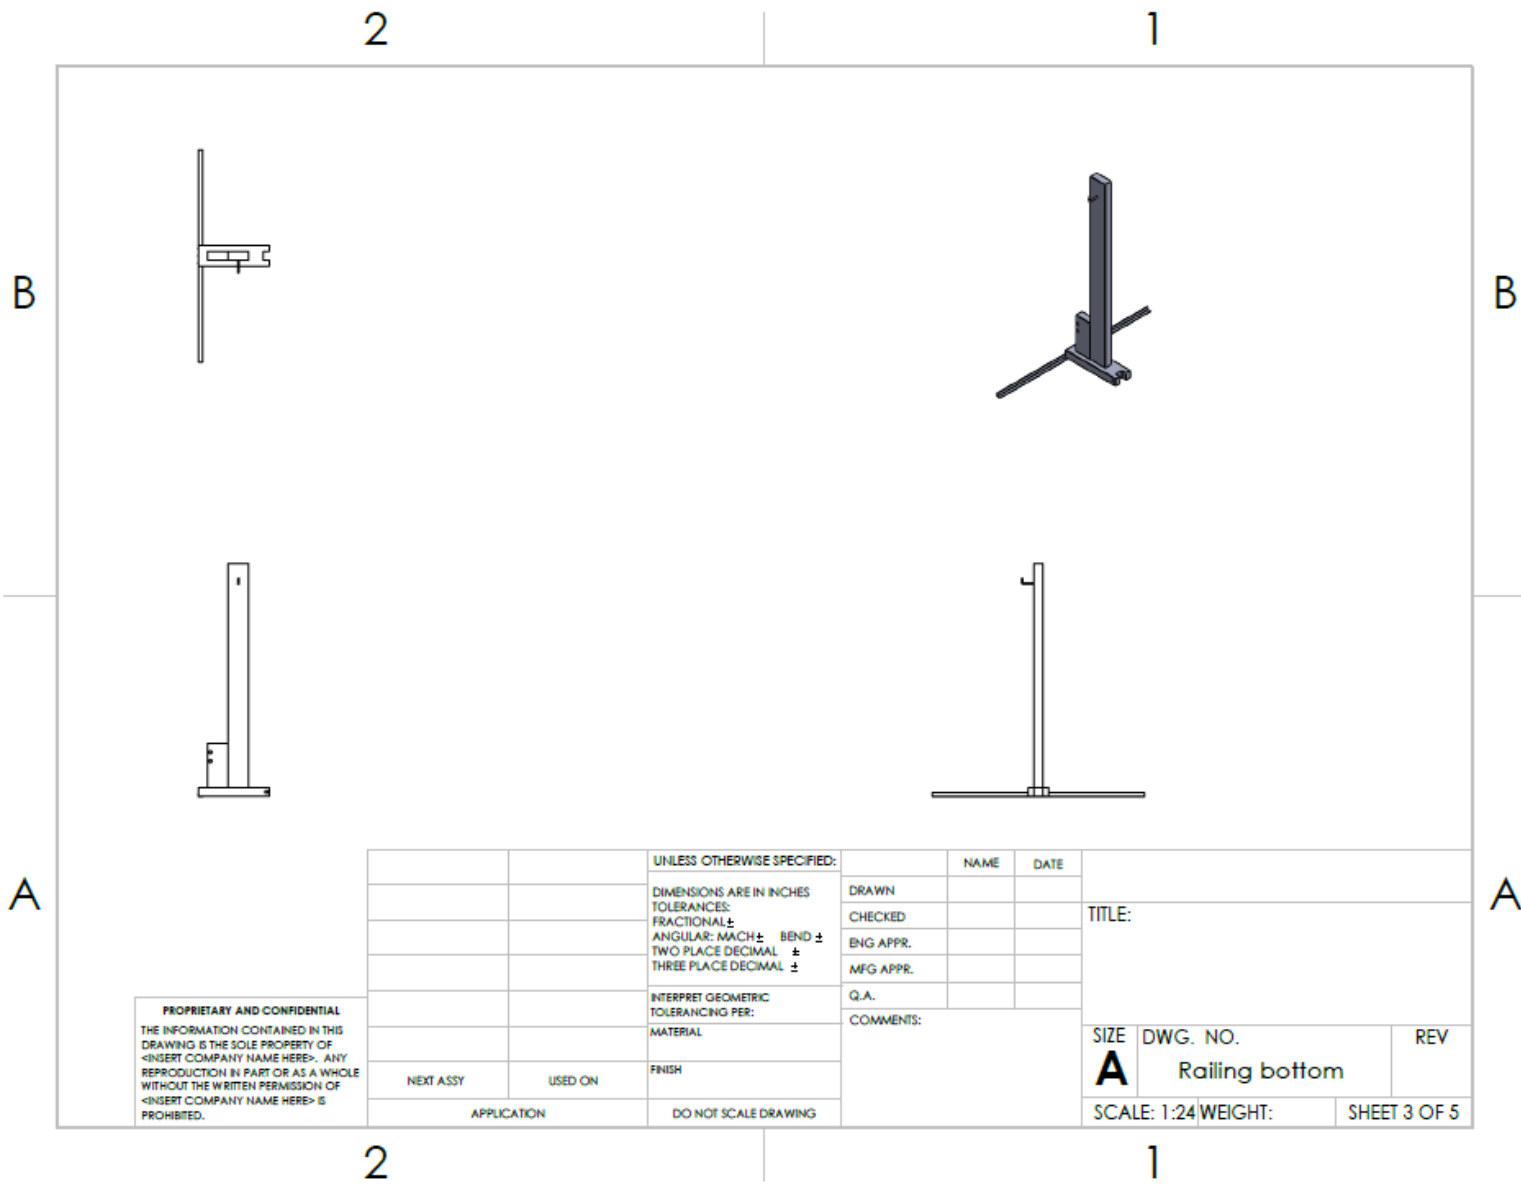 2
1
B
B
A
A
UNLESS OTHERWISE SPECIFIED:
DIMENSIONS ARE IN INCHES
TOLERANCES:
FRACTIONAL±
ANGULAR: MACH± BEND ±
TWO PLACE DECIMAL ±
THREE PLACE DECIMAL ±
INTERPRET GEOMETRIC
TOLERANCING PER:
MATERIAL
FINISH
DO NOT SCALE DRAWING
NAME
DATE
DRAWN
CHECKED
ENG APPR.
MFG APPR.
Q.A.
COMMENTS:
TITLE:
SIZE
A
DWG. NO.
Railing bottom
REV
SCALE: 1:24
WEIGHT:
SHEET 3 OF 5
PROPRIETARY AND CONFIDENTIAL
THE INFORMATION CONTAINED IN THIS
DRAWING IS THE SOLE PROPERTY OF
<INSERT COMPANY NAME HERE>. ANY
REPRODUCTION IN PART OR AS A WHOLE
WITHOUT THE WRITTEN PERMISSION OF
<INSERT COMPANY NAME HERE> IS
PROHIBITED.
NEXT ASSY
USED ON
APPLICATION
2
1